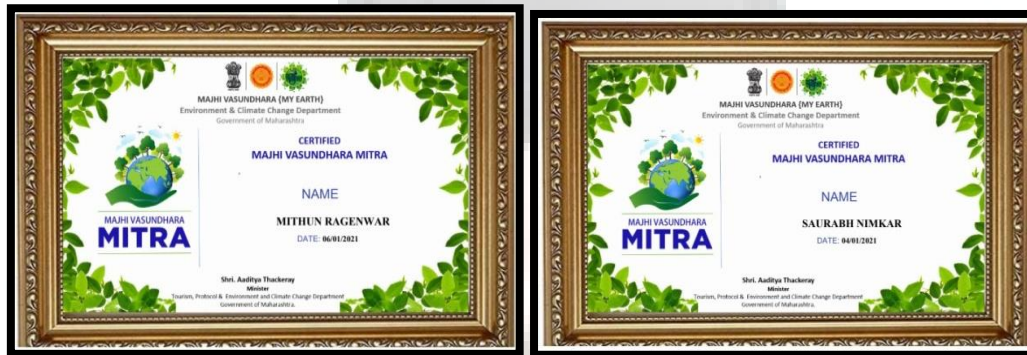 MAJHI VASUNDHARA (MY EARTH)
Environment & Climate Change Department
Government of Maharashtra
CERTIFIED
MAJHI VASUNDHARA MITRA
NAME
MITHUN RAGENWAR
DATE: 06/01/2021
MAJHI VASUNDHARA
MITRA
Shri. Aaditya Thackeray
Minister
Tourism, Protocol & Environment and Climate Change Department
Government of Maharashtra.
MAJHI VASUNDHARA (MY EARTH)
Environment & Climate Change Department
Government of Maharashtra
CERTIFIED
MAJHI VASUNDHARA MITRA
NAME
SAURABH NIMKAR
DATE: 04/01/2021
MAJHI VASUNDHARA
MITRA
Shri. Aaditya Thackeray
Minister
Tourism, Protocol & Environment and Climate Change Department
Government of Maharashtra.